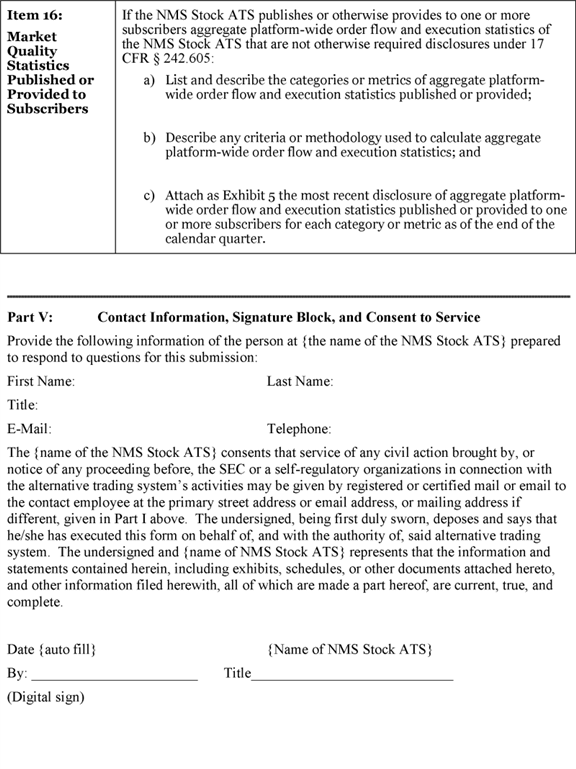 Item 16:
Market
Quality
Statistics
Published or
Provided to
Subscribers
If the NMS Stock ATS publishes or otherwise provides to one or more
subscribers aggregate platform-wide order flow and execution statistics of
the NMS Stock ATS that are not otherwise required disclosures under 17
CFR § 242.605:
a) List and describe the categories or metrics of aggregate platform-
wide order flow and execution statistics published or provided;
b) Describe any criteria or methodology used to calculate aggregate
platform-wide order flow and execution statistics; and
c) Attach as Exhibit 5 the most recent disclosure of aggregate platform-
wide order flow and execution statistics published or provided to one
or more subscribers for each category or metric as of the end of the
calendar quarter.
Part V: Contact Information, Signature Block, and Consent to Service
Provide the following information of the person at {the name of the NMS Stock ATS} prepared
to respond to questions for this submission:
First Name: Last Name:
Title:
E-Mail: Telephone:
The {name of the NMS Stock ATS} consents that service of any civil action brought by, or
notice of any proceeding before, the SEC or a self-regulatory organizations in connection with
the alternative trading system’s activities may be given by registered or certified mail or email to
the contact employee at the primary street address or email address, or mailing address if
different, given in Part I above. The undersigned, being first duly sworn, deposes and says that
he/she has executed this form on behalf of, and with the authority of, said alternative trading
system. The undersigned and {name of NMS Stock ATS} represents that the information and
statements contained herein, including exhibits, schedules, or other documents attached hereto,
and other information filed herewith, all of which are made a part hereof, are current, true, and
complete.
Date {auto fill} {Name of NMS Stock ATS}
By: ______________________ Title___________________________
(Digital sign)